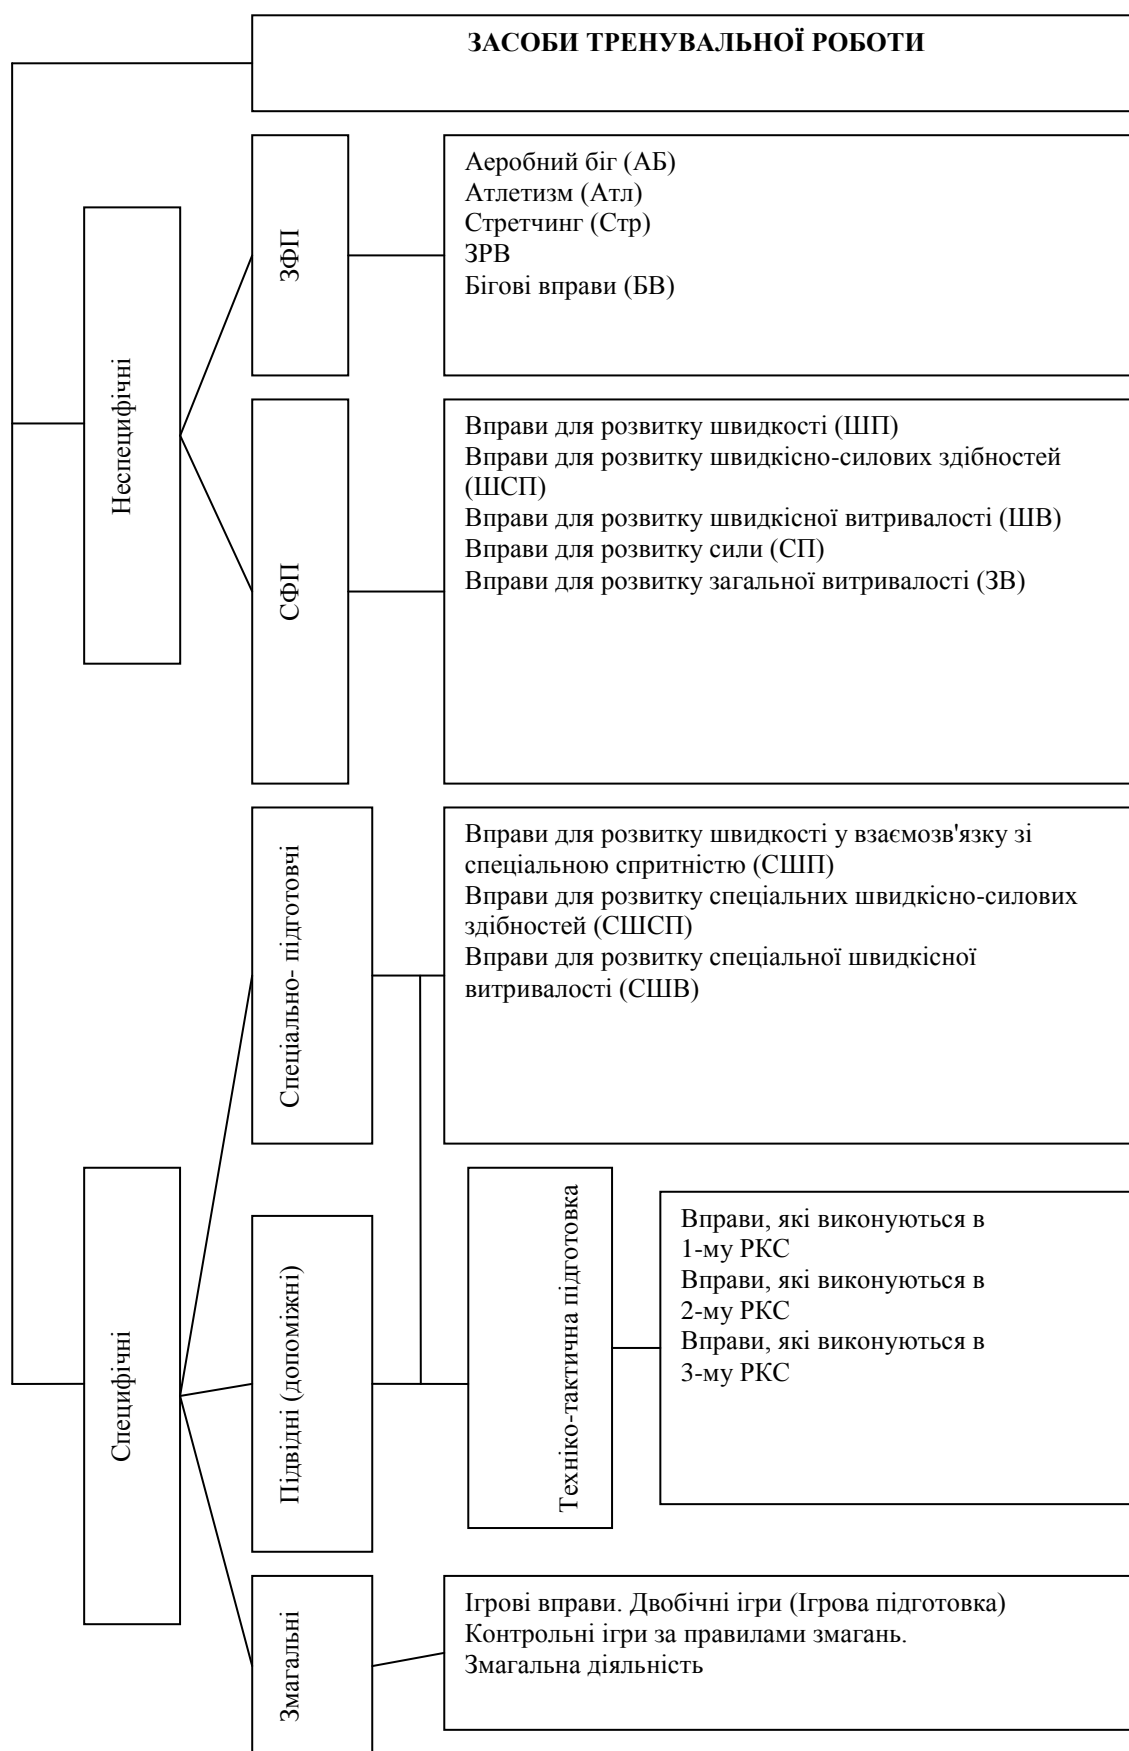 ЗАСОБИ ТРЕНУВАЛЬНОЇ РОБОТИ
Неспецифічні
ЗФП
Аеробний біг (АБ)
Атлетизм (Атл)
Стретчинг (Стр)
ЗРВ
Бігові вправи (БВ)
СФП
Вправи для розвитку швидкості (ШП)
Вправи для розвитку швидкісно-силових здібностей
(ШСП)
Вправи для розвитку швидкісної витривалості (ШВ)
Вправи для розвитку сили (СП)
Вправи для розвитку загальної витривалості (ЗВ)
Специфічні
Спеціально- підготовчі
Вправи для розвитку швидкості у взаємозв'язку зі
спеціальною спритністю (СШП)
Вправи для розвитку спеціальних швидкісно-силових
здібностей (СШСП)
Вправи для розвитку спеціальної швидкісної
витривалості (СШВ)
Підвідні (допоміжні)
Техніко-тактична підготовка
Вправи, які виконуються в
1-му РКС
Вправи, які виконуються в
2-му РКС
Вправи, які виконуються в
3-му РКС
Змагальні
Ігрові вправи. Двобічні ігри (Ігрова підготовка)
Контрольні ігри за правилами змагань.
Змагальна діяльність